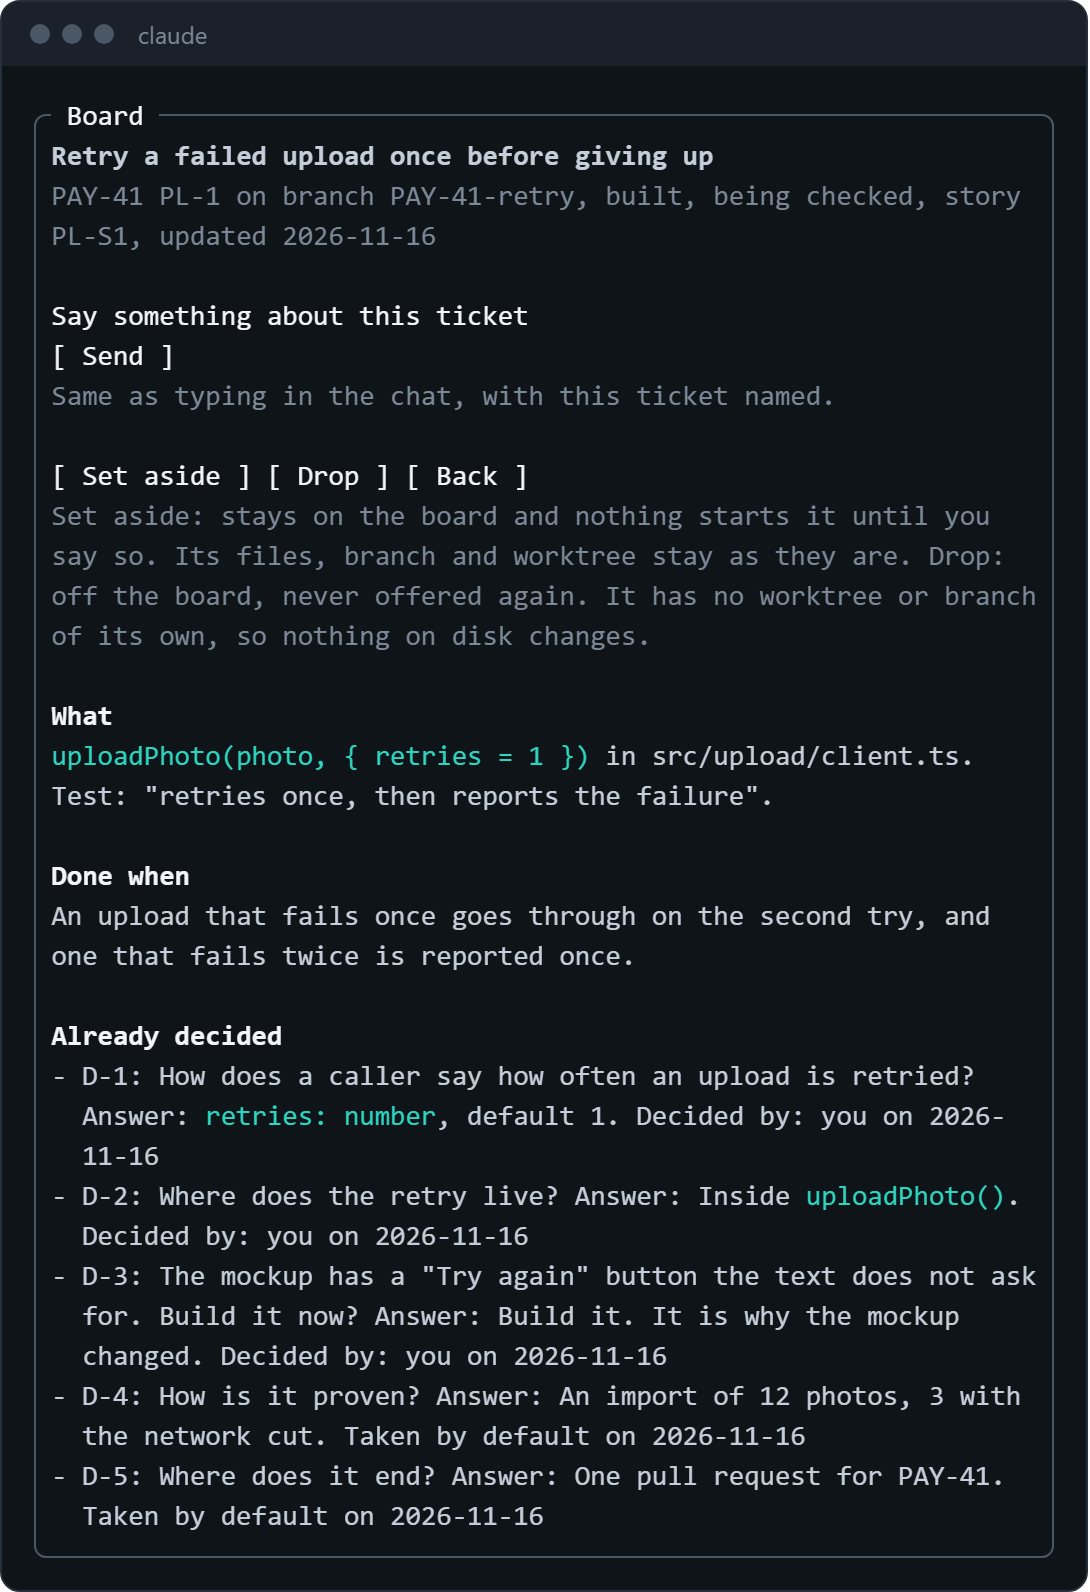 claude
Board
Retry a failed upload once before giving up
PAY-41 PL-1 on branch PAY-41-retry, built, being checked, story
PL-S1, updated 2026-11-16
Say something about this ticket
[ Send ]
Same as typing in the chat, with this ticket named.
[ Set aside ] [ Drop ] [ Back ]
Set aside: stays on the board and nothing starts it until you
say so. Its files, branch and worktree stay as they are. Drop:
off the board, never offered again. It has no worktree or branch
of its own, so nothing on disk changes.
What
uploadPhoto(photo, { retries = 1 }) in src/upload/client.ts.
Test: "retries once, then reports the failure".
Done when
An upload that fails once goes through on the second try, and
one that fails twice is reported once.
Already decided
- D-1: How does a caller say how often an upload is retried?
Answer: retries: number, default 1. Decided by: you on 2026-
11-16
- D-2: Where does the retry live? Answer: Inside uploadPhoto().
Decided by: you on 2026-11-16
- D-3: The mockup has a "Try again" button the text does not ask
for. Build it now? Answer: Build it. It is why the mockup
changed. Decided by: you on 2026-11-16
- D-4: How is it proven? Answer: An import of 12 photos, 3 with
the network cut. Taken by default on 2026-11-16
- D-5: Where does it end? Answer: One pull request for PAY-41.
Taken by default on 2026-11-16